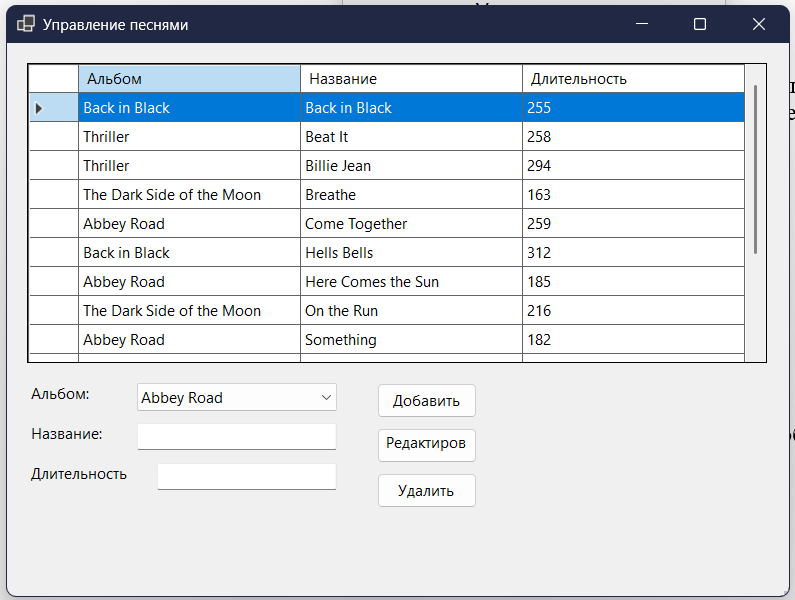 Управление песнями
Альбом Название Длительность
Back in Black Back in Black 255
Thriller Beat It 258
Thriller Billie Jean 294
The Dark Side of the Moon Breathe 163
Abbey Road Come Together 259
Back in Black Hells Bells 312
Abbey Road Here Comes the Sun 185
The Dark Side of the Moon On the Run 216
Abbey Road Something 182
Альбом: Abbey Road Добавить
Название: Редактиров
Длительность Удалить